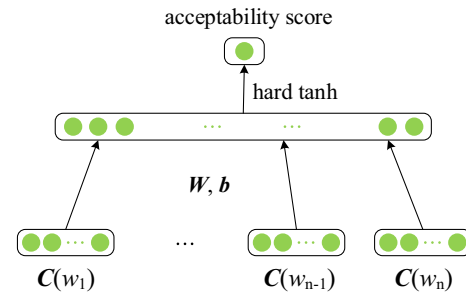 acceptability score
hard tanh
... ...
W, b
... ... ...
...
C(w₁) C(wₙ₋₁) C(wₙ)